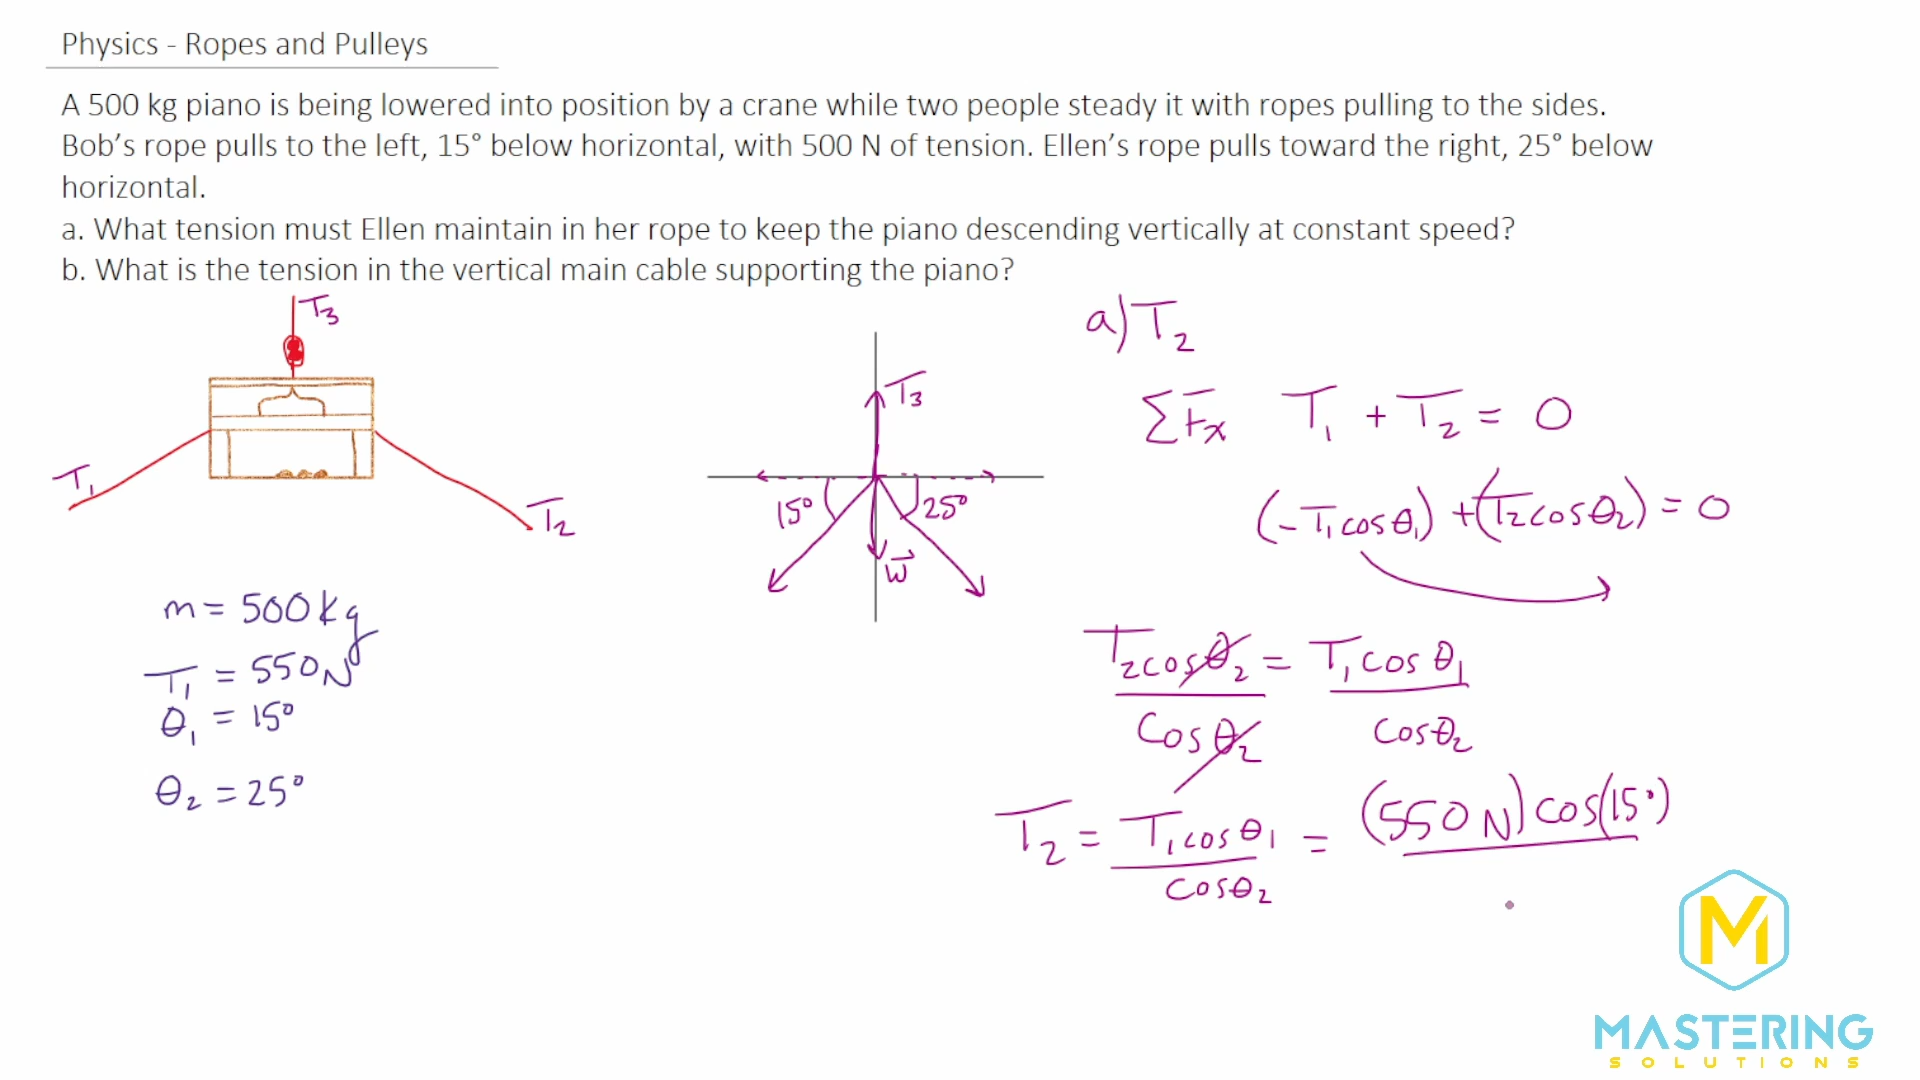 Physics - Ropes and Pulleys
A 500 kg piano is being lowered into position by a crane while two people steady it with ropes pulling to the sides.
Bob’s rope pulls to the left, 15° below horizontal, with 500 N of tension. Ellen’s rope pulls toward the right, 25° below
horizontal.
a. What tension must Ellen maintain in her rope to keep the piano descending vertically at constant speed?
b. What is the tension in the vertical main cable supporting the piano?
T₃
T₁
T₂
m = 500 kg
T₁ = 550 N
θ₁ = 15°
θ₂ = 25°
T₃
15°
25°
w⃗
a) T₂
ΣFx T₁ + T₂ = 0
(-T₁cosθ₁) + (T₂cosθ₂) = 0
T₂cosθ₂ = T₁cosθ₁
cosθ₂ cosθ₂
T₂ = T₁cosθ₁ = (550 N) cos(15°)
cosθ₂
M
MASTERING
SOLUTIONS